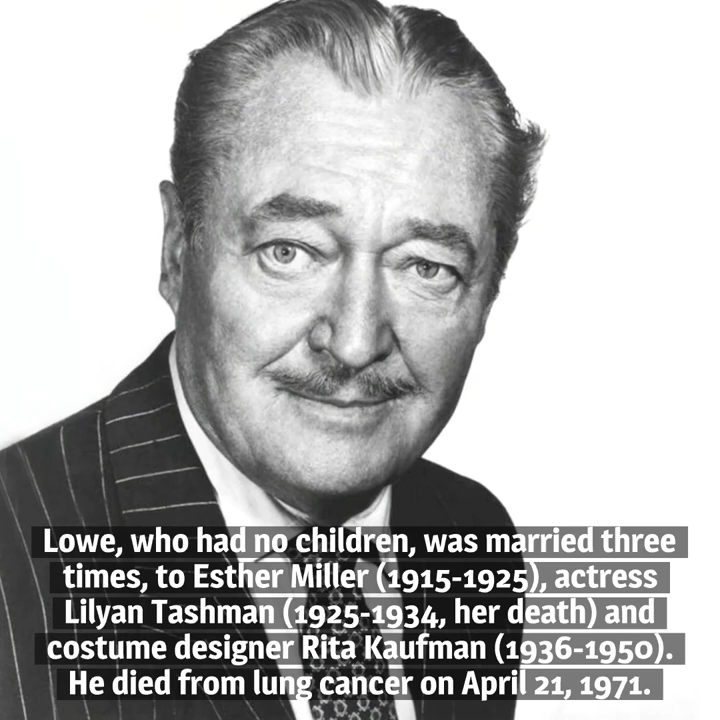 Lowe, who had no children, was married three
times, to Esther Miller (1915-1925), actress
Lilyan Tashman (1925-1934, her death) and
costume designer Rita Kaufman (1936-1950).
He died from lung cancer on April 21, 1971.